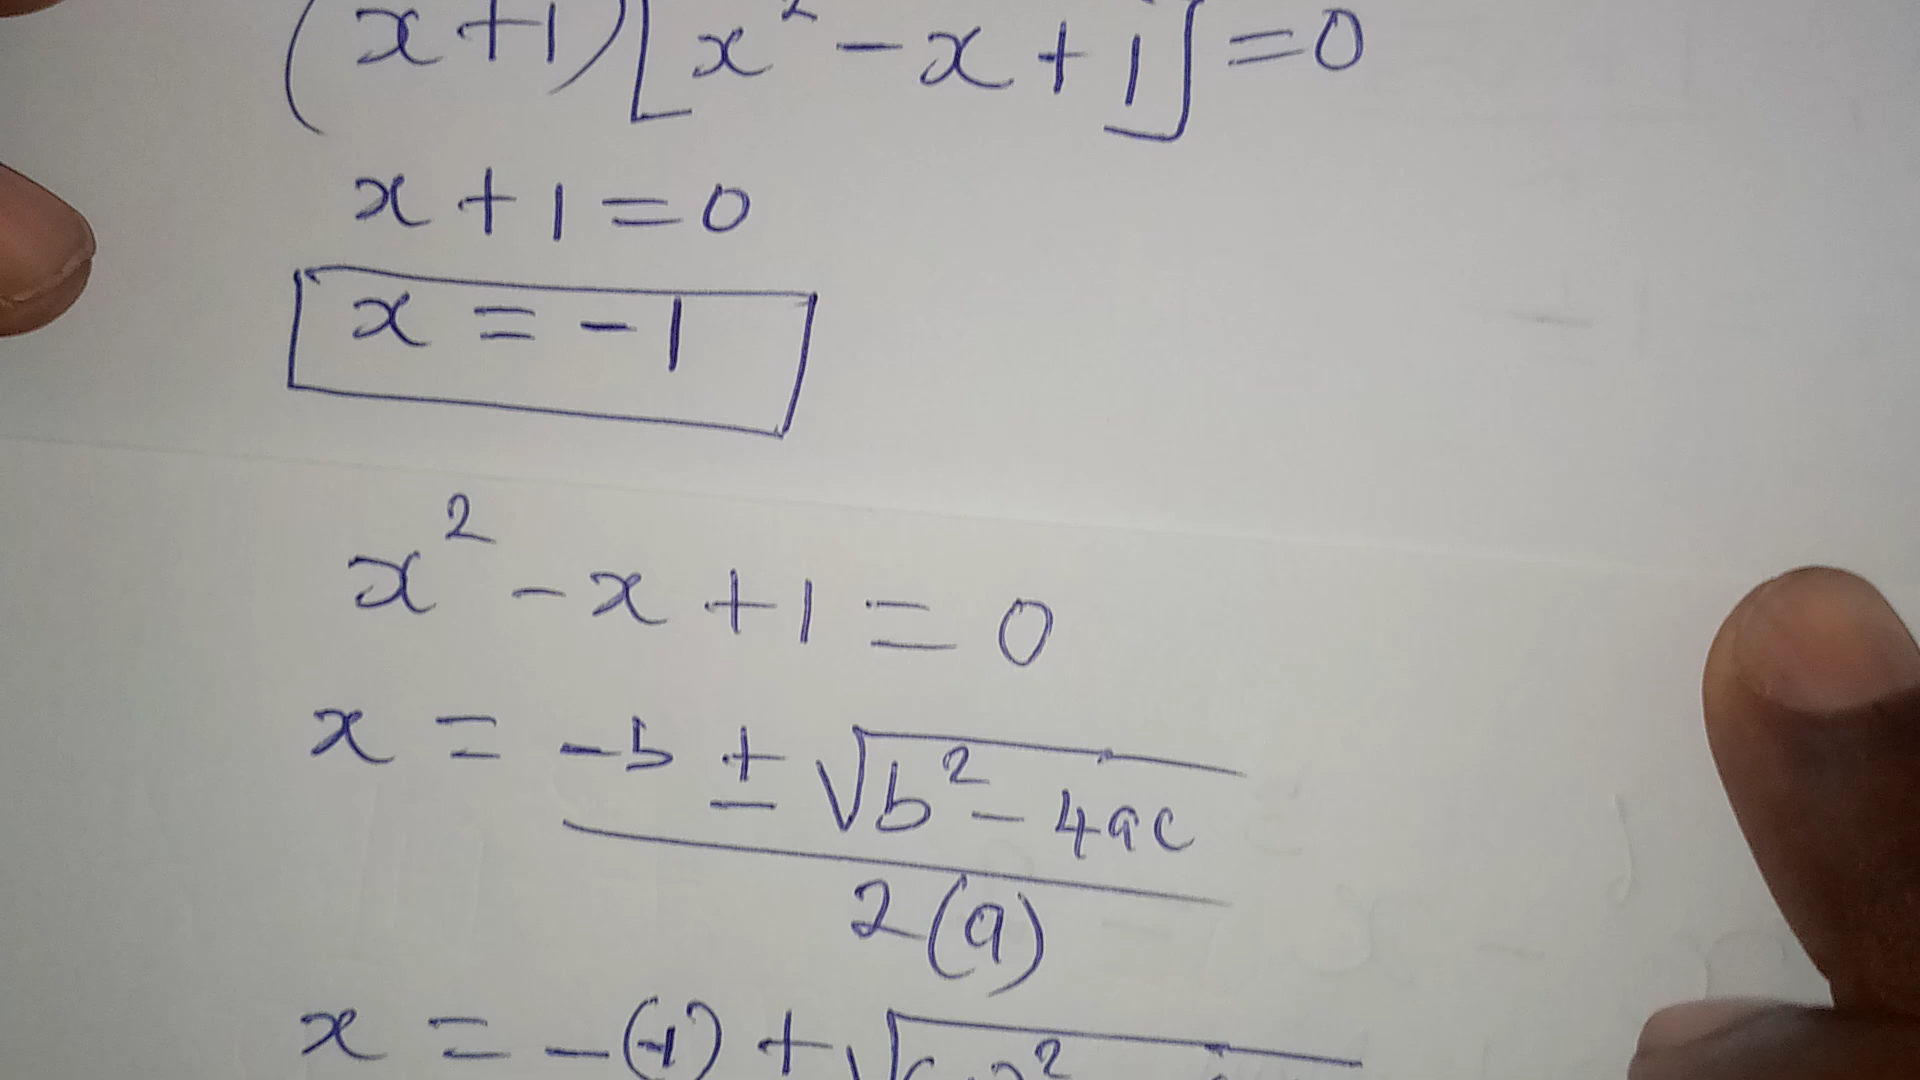 (x+1)[x²-x+1]=0
x+1=0
x=-1
x²-x+1=0
x = -b ± √b²-4ac
2(a)
x = -(-1) +